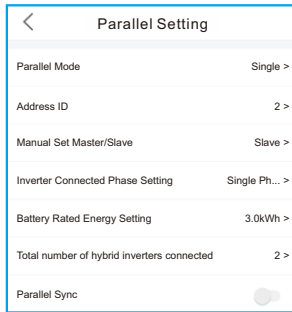 Parallel Setting
Parallel Mode Single >
Address ID 2 >
Manual Set Master/Slave Slave >
Inverter Connected Phase Setting Single Ph... >
Battery Rated Energy Setting 3.0kWh >
Total number of hybrid inverters connected 2 >
Parallel Sync